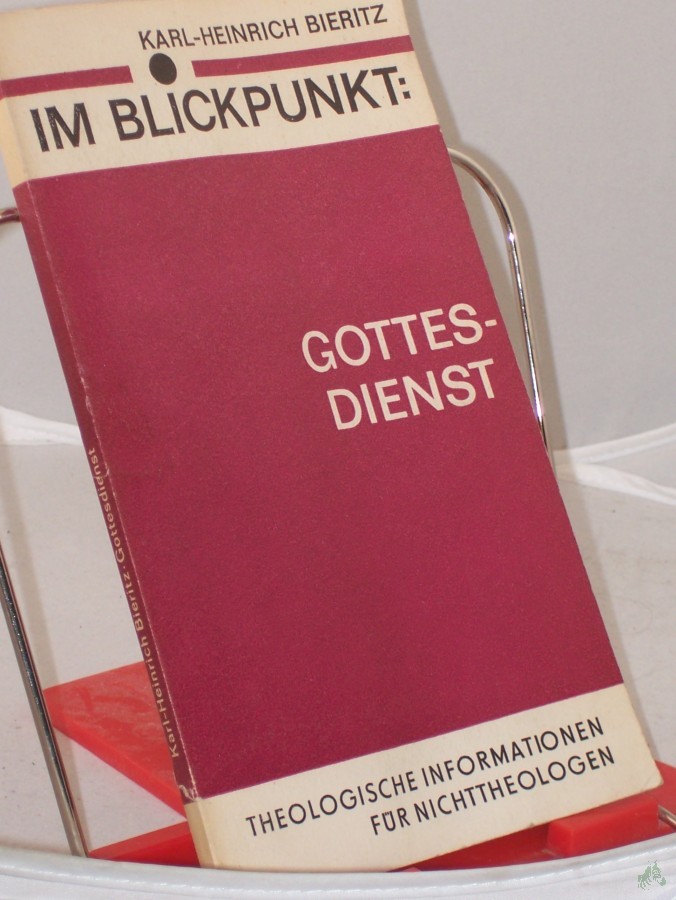 KARL-HEINRICH BIERITZ
IM BLICKPUNKT:
GOTTES-
DIENST
THEOLOGISCHE INFORMATIONEN
FÜR NICHTTHEOLOGEN
Karl-Heinrich Bieritz · Gottesdienst